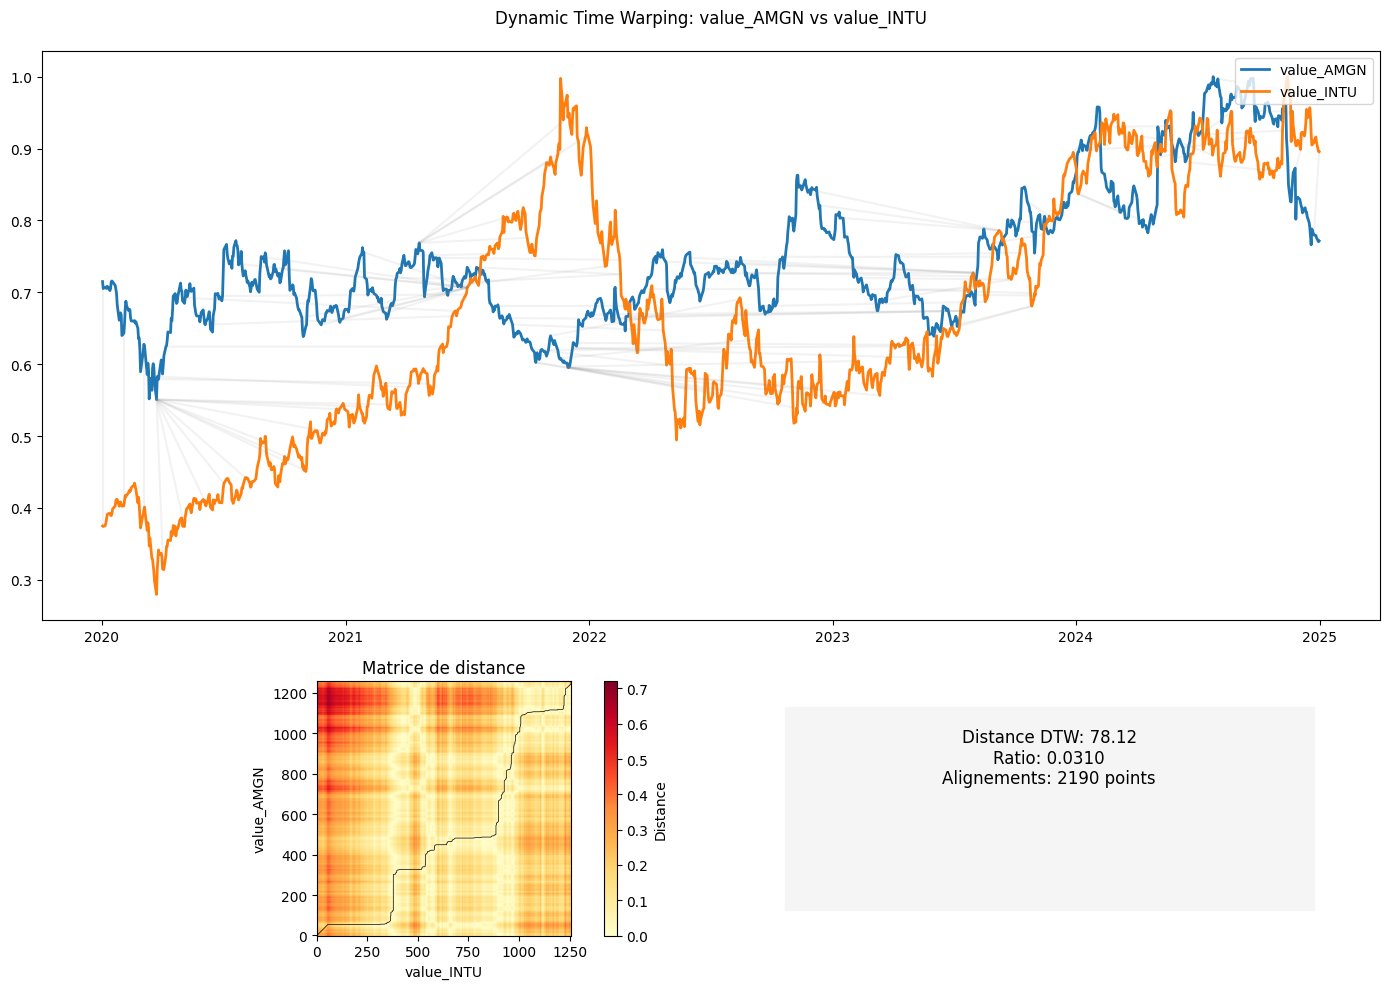 Dynamic Time Warping: value_AMGN vs value_INTU
value_AMGN
value_INTU
1.0
0.9
0.8
0.7
0.6
0.5
0.4
0.3
2020 2021 2022 2023 2024 2025
Matrice de distance
value_AMGN
1200
1000
800
600
400
200
0
0 250 500 750 1000 1250
value_INTU
0.7
0.6
0.5
0.4
0.3
0.2
0.1
0.0
Distance
Distance DTW: 78.12
Ratio: 0.0310
Alignements: 2190 points